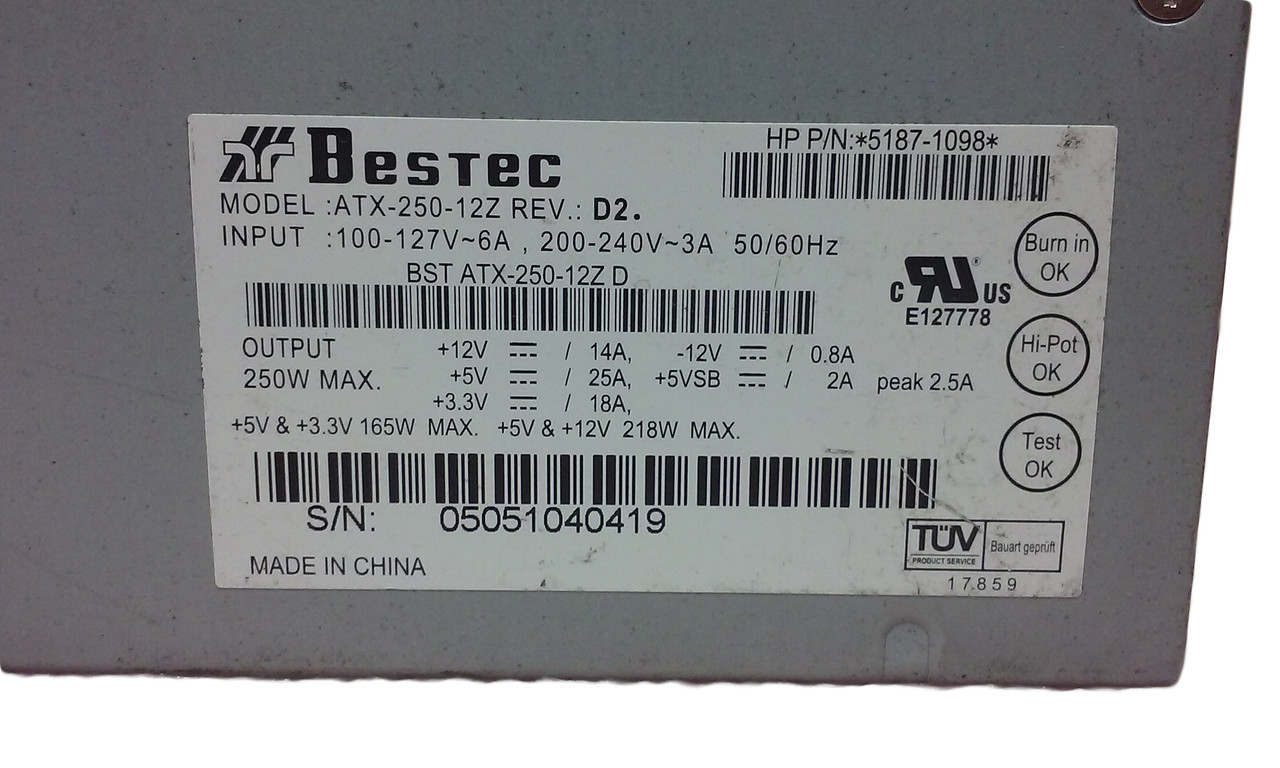 BESTEC
HP P/N:*5187-1098*
MODEL :ATX-250-12Z REV.: D2.
INPUT :100-127V~6A , 200-240V~3A 50/60Hz
BST ATX-250-12Z D
Burn in
OK
C RU® US
E127778
OUTPUT +12V ⎓ / 14A, -12V ⎓ / 0.8A
250W MAX. +5V ⎓ / 25A, +5VSB ⎓ / 2A peak 2.5A
+3.3V ⎓ / 18A,
+5V & +3.3V 165W MAX. +5V & +12V 218W MAX.
Hi-Pot
OK
Test
OK
S/N: 05051040419
MADE IN CHINA
TÜV
PRODUCT SERVICE
Bauart geprüft
17859